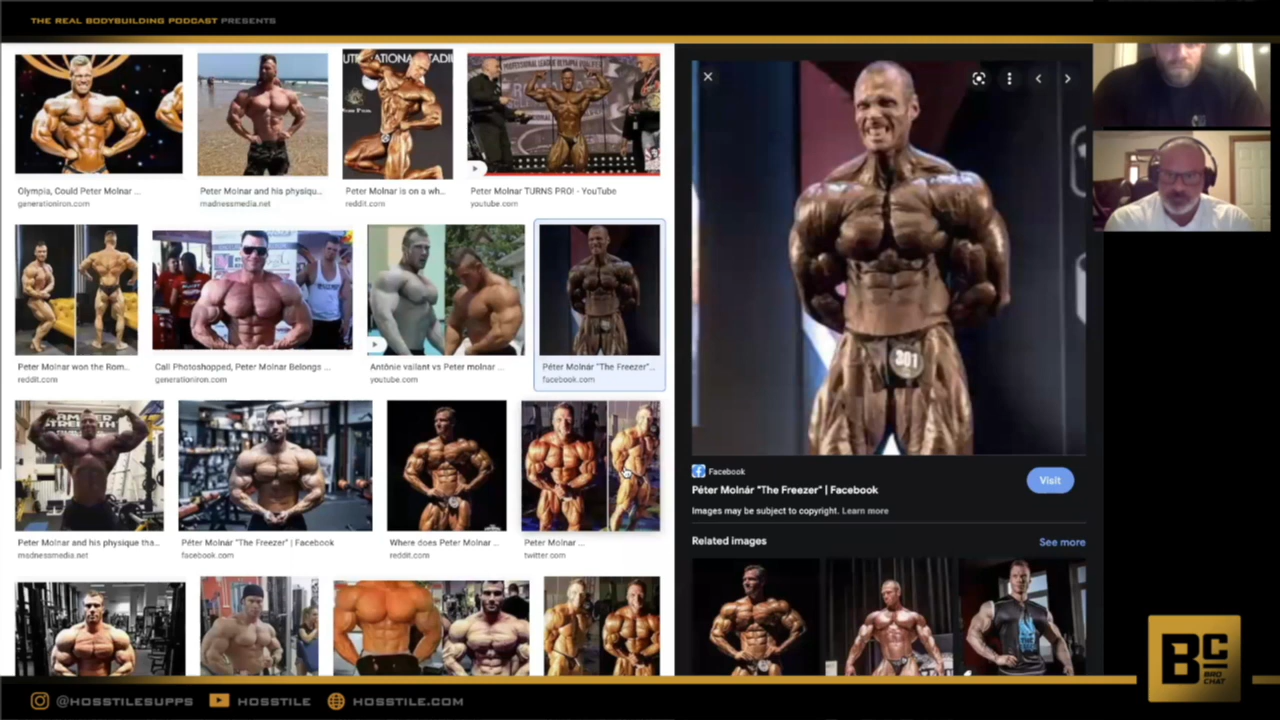 THE REAL BODYBUILDING PODCAST PRESENTS
Olympia, Could Peter Molnar ...
generationiron.com
Peter Molnar and his physiqu...
madnessmedia.net
Peter Molnar is on a wh...
reddit.com
Peter Molnar TURNS PRO! - YouTube
youtube.com
Peter Molnar won the Rom...
reddit.com
Call Photoshopped, Peter Molnar Belongs ...
generationiron.com
Antônie valiant vs Peter molnar ...
youtube.com
Péter Molnár "The Freezer"...
facebook.com
Peter Molnar and his physique tha...
madnessmedia.net
Péter Molnár "The Freezer" | Facebook
facebook.com
Where does Peter Molnar ...
reddit.com
Peter Molnar ...
twitter.com
301
Facebook
Péter Molnár "The Freezer" | Facebook
Visit
Images may be subject to copyright. Learn more
Related images
See more
BC
BRO
CHAT
@HOSSTILESUPPS
HOSSTILE
HOSSTILE.COM